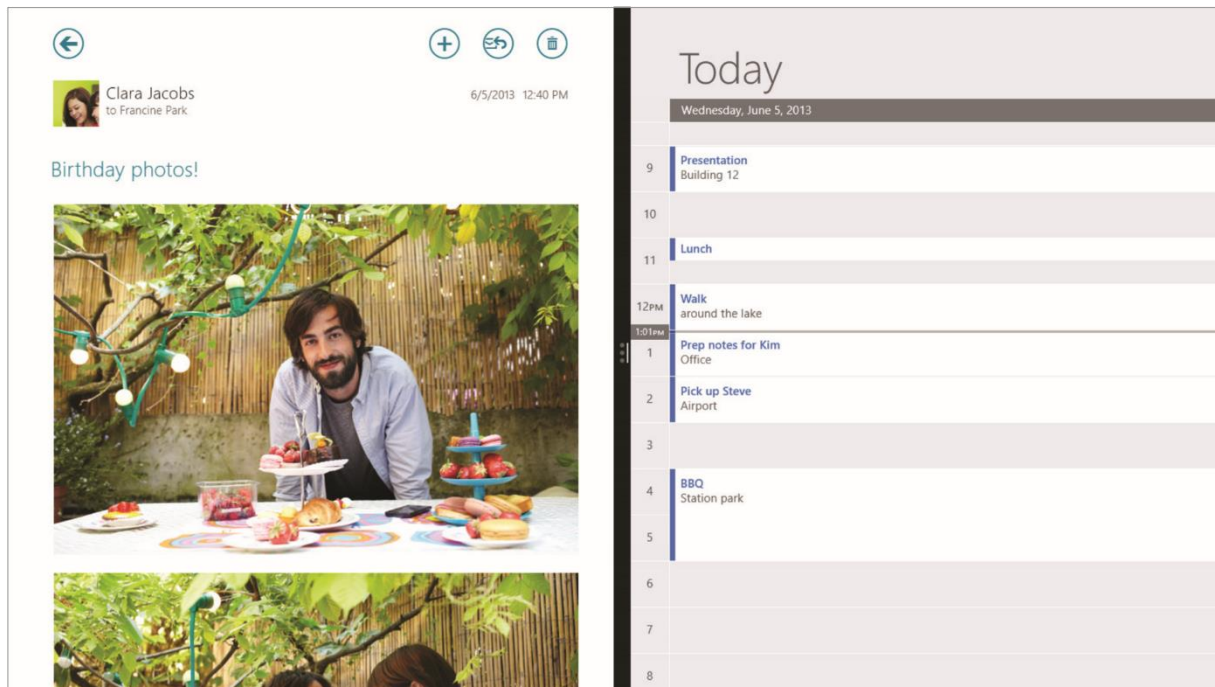 Clara Jacobs
to Francine Park
6/5/2013 12:40 PM
Birthday photos!
Today
Wednesday, June 5, 2013
9
Presentation
Building 12
10
11
Lunch
12PM
Walk
around the lake
1:01PM
1
Prep notes for Kim
Office
2
Pick up Steve
Airport
3
4
BBQ
Station park
5
6
7
8